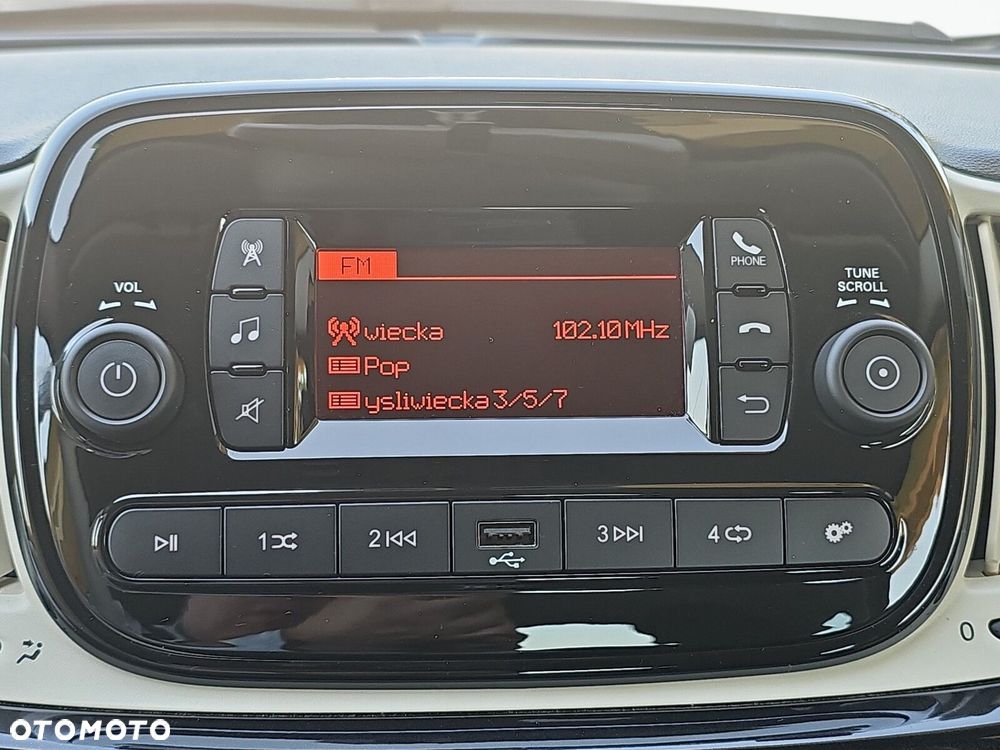 VOL
TUNE
SCROLL
PHONE
FM
wiecka 102.10 MHz
Pop
ysliwiecka 3/5/7
1
2
3
4
0
OTOMOTO